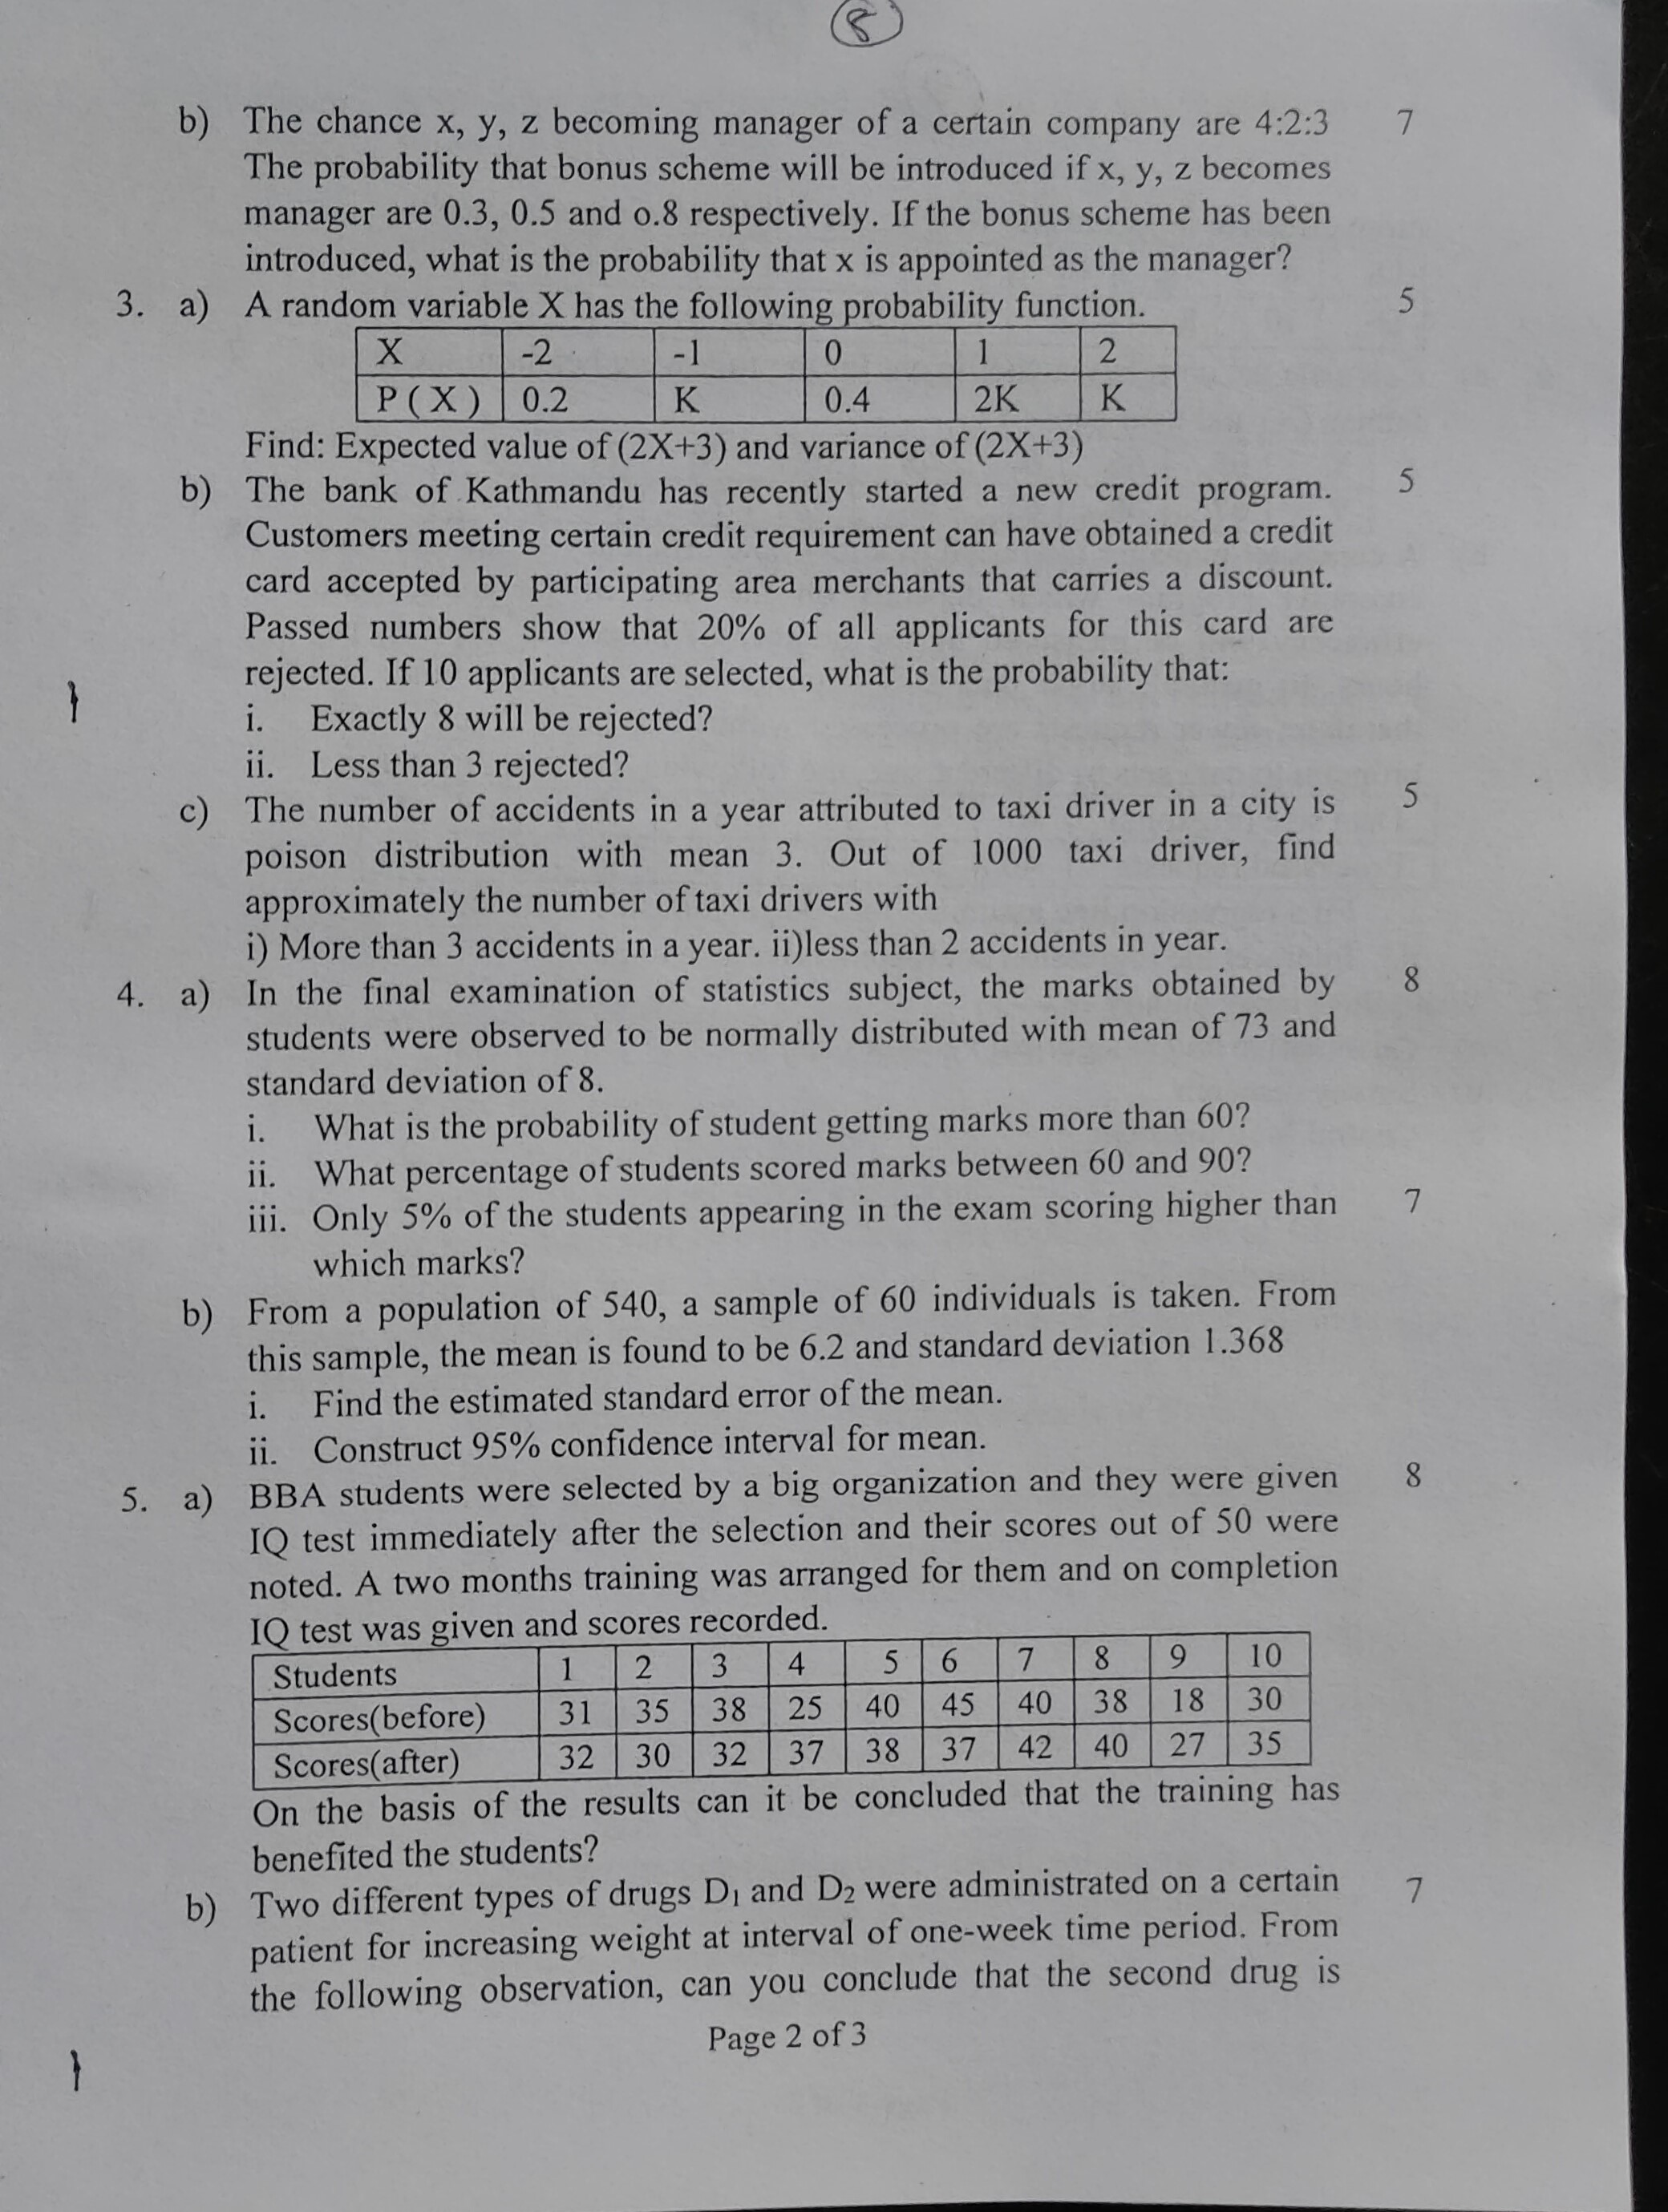 8
b) The chance x, y, z becoming manager of a certain company are 4:2:3 7
The probability that bonus scheme will be introduced if x, y, z becomes
manager are 0.3, 0.5 and o.8 respectively. If the bonus scheme has been
introduced, what is the probability that x is appointed as the manager?
3. a) A random variable X has the following probability function. 5
X -2 -1 0 1 2
P(X) 0.2 K 0.4 2K K
Find: Expected value of (2X+3) and variance of (2X+3)
b) The bank of Kathmandu has recently started a new credit program. 5
Customers meeting certain credit requirement can have obtained a credit
card accepted by participating area merchants that carries a discount.
Passed numbers show that 20% of all applicants for this card are
rejected. If 10 applicants are selected, what is the probability that:
i. Exactly 8 will be rejected?
ii. Less than 3 rejected?
c) The number of accidents in a year attributed to taxi driver in a city is 5
poison distribution with mean 3. Out of 1000 taxi driver, find
approximately the number of taxi drivers with
i) More than 3 accidents in a year. ii)less than 2 accidents in year.
4. a) In the final examination of statistics subject, the marks obtained by 8
students were observed to be normally distributed with mean of 73 and
standard deviation of 8.
i. What is the probability of student getting marks more than 60?
ii. What percentage of students scored marks between 60 and 90?
iii. Only 5% of the students appearing in the exam scoring higher than 7
which marks?
b) From a population of 540, a sample of 60 individuals is taken. From
this sample, the mean is found to be 6.2 and standard deviation 1.368
i. Find the estimated standard error of the mean.
ii. Construct 95% confidence interval for mean.
5. a) BBA students were selected by a big organization and they were given 8
IQ test immediately after the selection and their scores out of 50 were
noted. A two months training was arranged for them and on completion
IQ test was given and scores recorded.
Students 1 2 3 4 5 6 7 8 9 10
Scores(before) 31 35 38 25 40 45 40 38 18 30
Scores(after) 32 30 32 37 38 37 42 40 27 35
On the basis of the results can it be concluded that the training has
benefited the students?
b) Two different types of drugs D₁ and D₂ were administrated on a certain 7
patient for increasing weight at interval of one-week time period. From
the following observation, can you conclude that the second drug is
Page 2 of 3